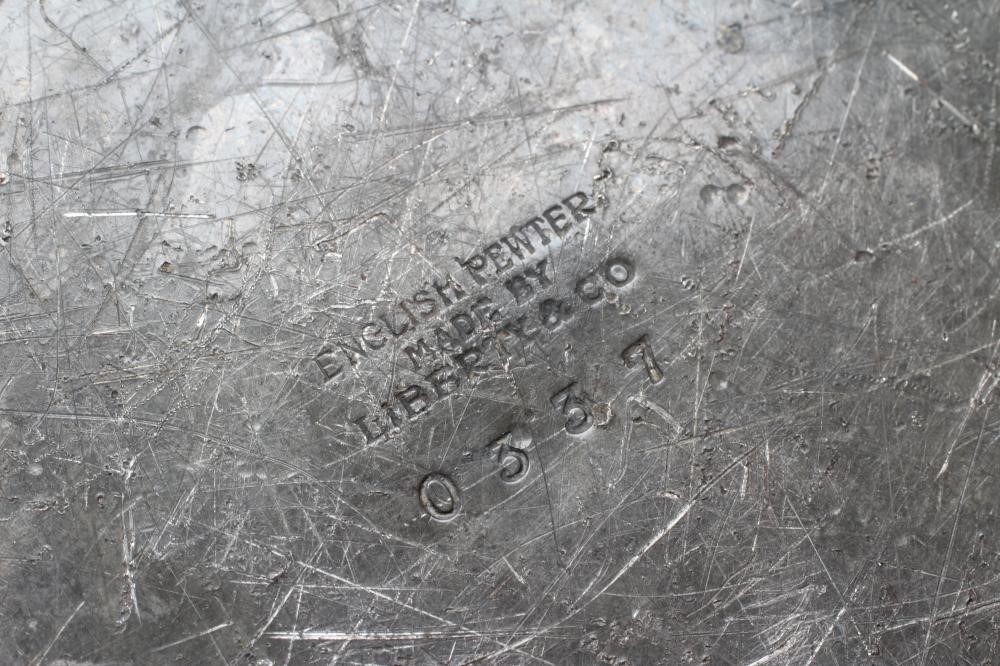 ENGLISH PEWTER
MADE BY
LIBERTY & CO
0337